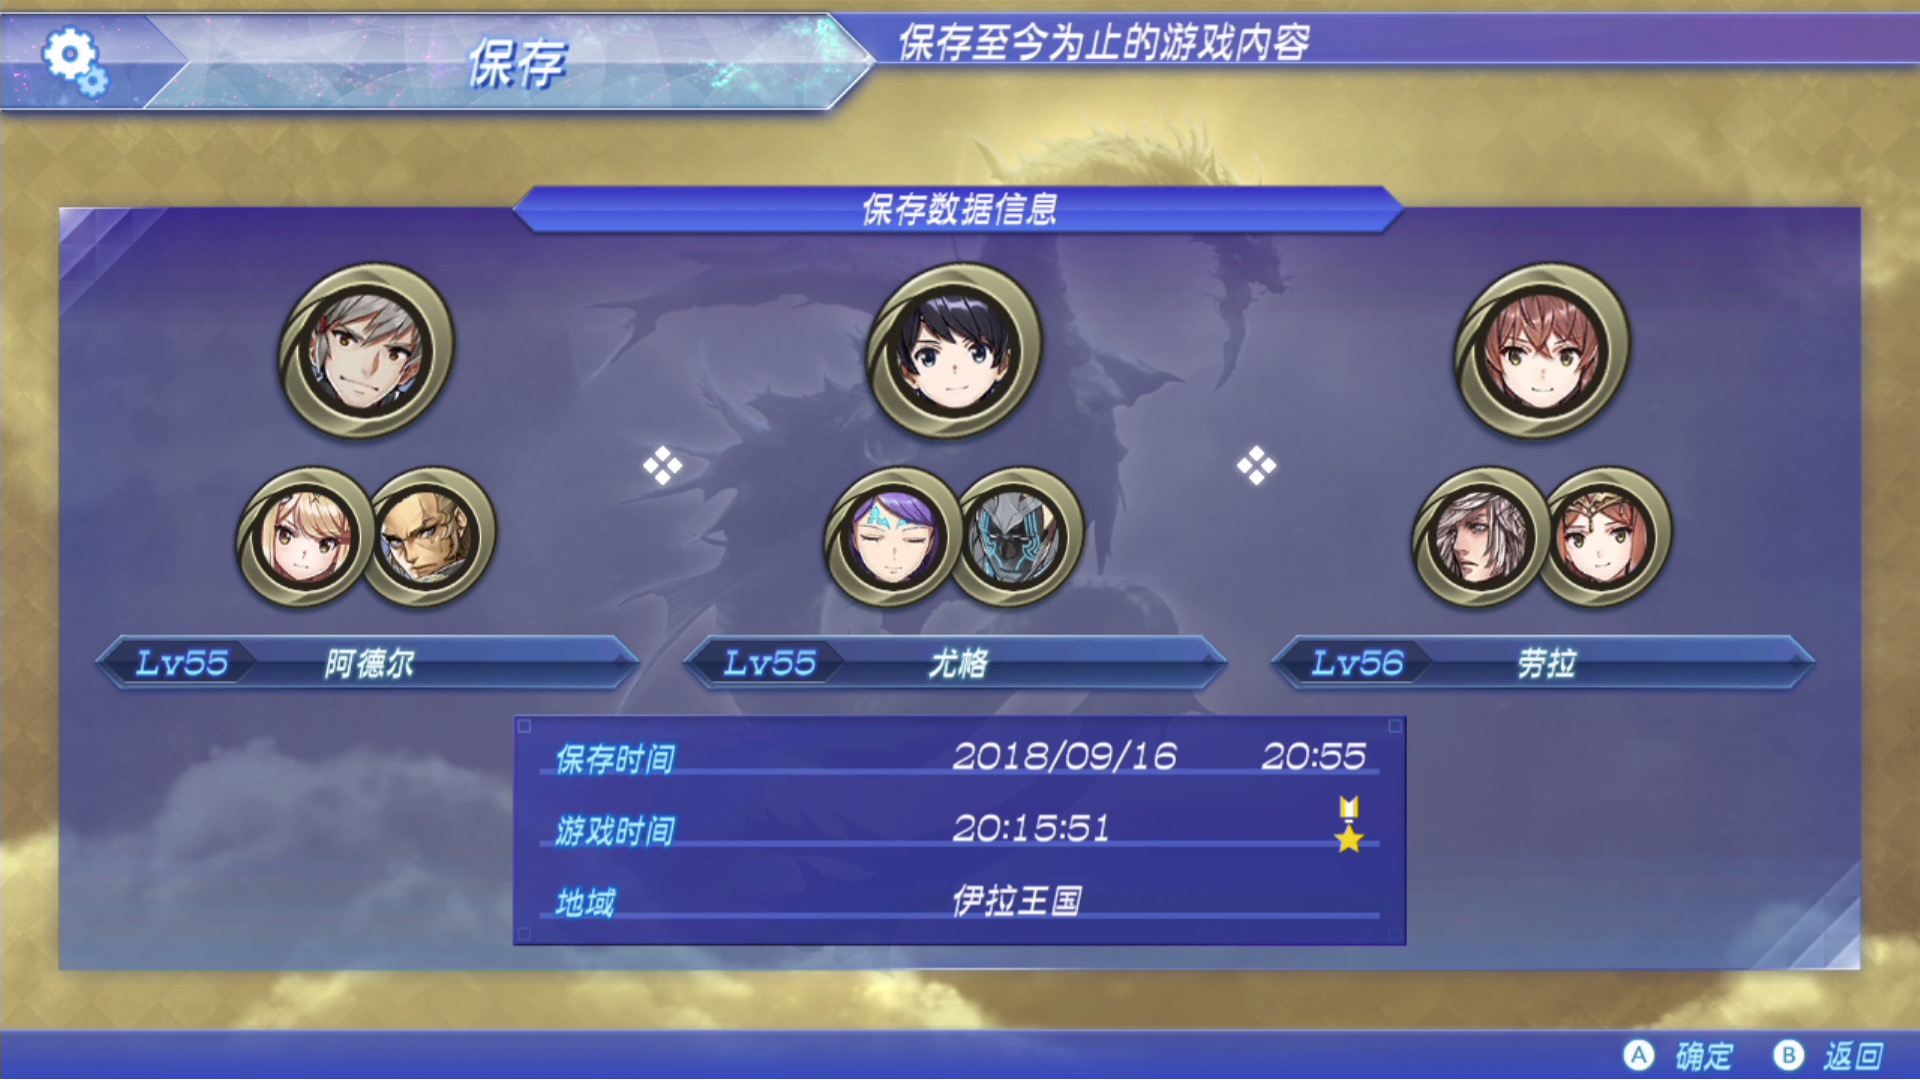 保存
保存至今为止的游戏内容
保存数据信息
Lv55 阿德尔
Lv55 尤格
Lv56 劳拉
保存时间 2018/09/16 20:55
游戏时间 20:15:51
地域 伊拉王国
A 确定 B 返回